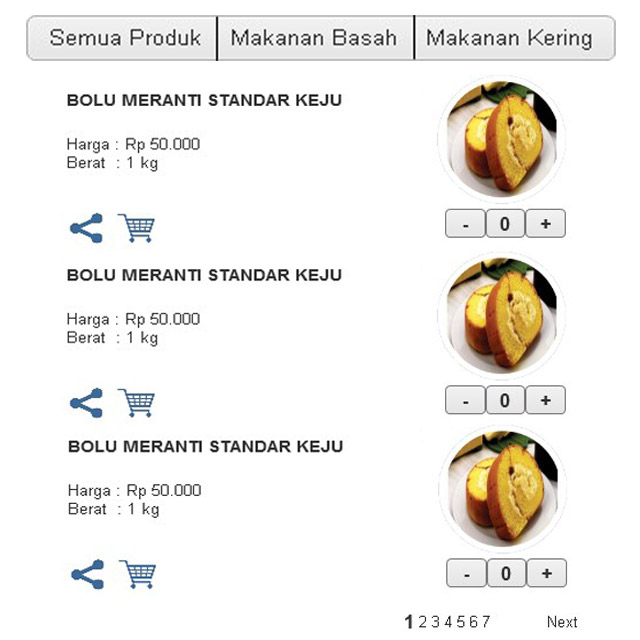 Semua Produk Makanan Basah Makanan Kering
BOLU MERANTI STANDAR KEJU
Harga : Rp 50.000
Berat : 1 kg
- 0 +
BOLU MERANTI STANDAR KEJU
Harga : Rp 50.000
Berat : 1 kg
- 0 +
BOLU MERANTI STANDAR KEJU
Harga : Rp 50.000
Berat : 1 kg
- 0 +
1 2 3 4 5 6 7 Next